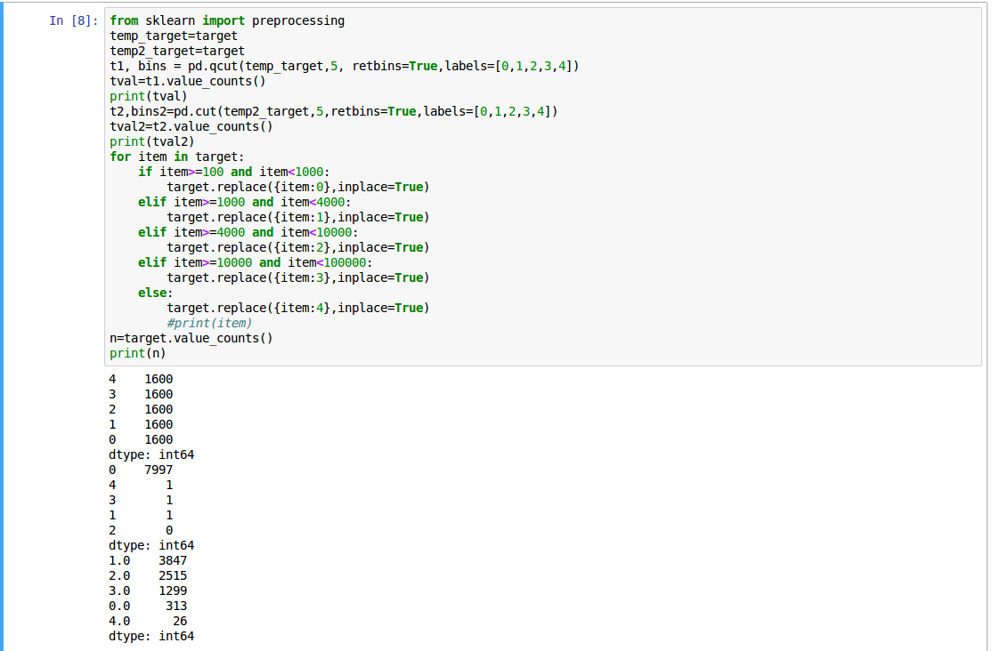 In [8]: from sklearn import preprocessing
temp_target=target
temp2_target=target
t1, bins = pd.qcut(temp_target,5, retbins=True,labels=[0,1,2,3,4])
tval=t1.value_counts()
print(tval)
t2,bins2=pd.cut(temp2_target,5,retbins=True,labels=[0,1,2,3,4])
tval2=t2.value_counts()
print(tval2)
for item in target:
    if item>=100 and item<1000:
        target.replace({item:0},inplace=True)
    elif item>=1000 and item<4000:
        target.replace({item:1},inplace=True)
    elif item>=4000 and item<10000:
        target.replace({item:2},inplace=True)
    elif item>=10000 and item<100000:
        target.replace({item:3},inplace=True)
    else:
        target.replace({item:4},inplace=True)
        #print(item)
n=target.value_counts()
print(n)
4    1600
3    1600
2    1600
1    1600
0    1600
dtype: int64
0    7997
4       1
3       1
1       1
2       0
dtype: int64
1.0    3847
2.0    2515
3.0    1299
0.0     313
4.0      26
dtype: int64